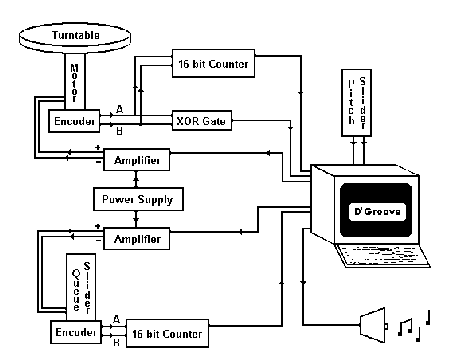 Turntable
Motor
16 bit Counter
A
Encoder
B
XOR Gate
Pitch
Slider
+
−
Amplifier
Power Supply
D'Groove
+
−
Amplifier
Queue
Slider
A
Encoder
B
16 bit Counter